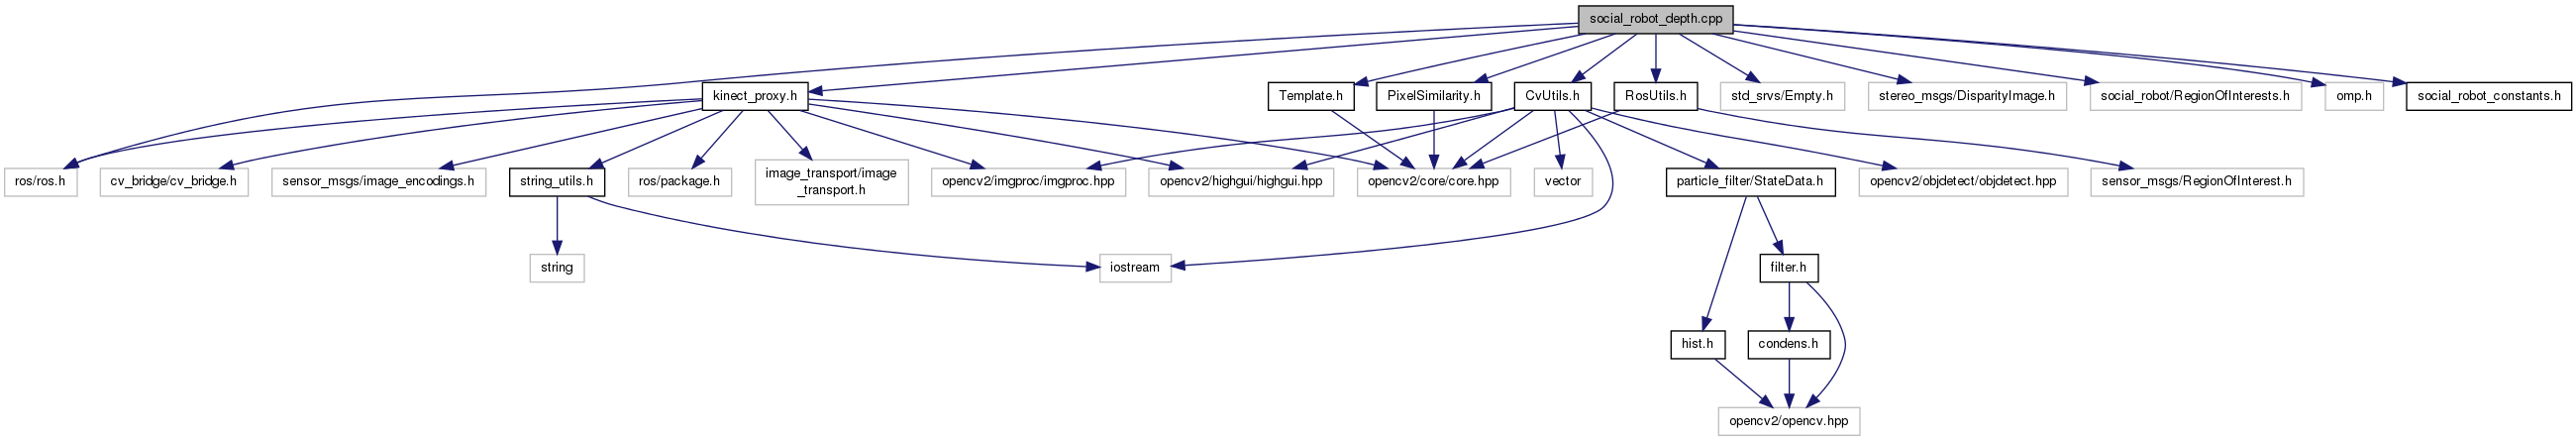 social_robot_depth.cpp
kinect_proxy.h
Template.h
PixelSimilarity.h
CvUtils.h
RosUtils.h
std_srvs/Empty.h
stereo_msgs/DisparityImage.h
social_robot/RegionOfInterests.h
omp.h
social_robot_constants.h
ros/ros.h
cv_bridge/cv_bridge.h
sensor_msgs/image_encodings.h
string_utils.h
ros/package.h
image_transport/image
_transport.h
opencv2/imgproc/imgproc.hpp
opencv2/highgui/highgui.hpp
opencv2/core/core.hpp
vector
particle_filter/StateData.h
opencv2/objdetect/objdetect.hpp
sensor_msgs/RegionOfInterest.h
string
iostream
filter.h
hist.h
condens.h
opencv2/opencv.hpp